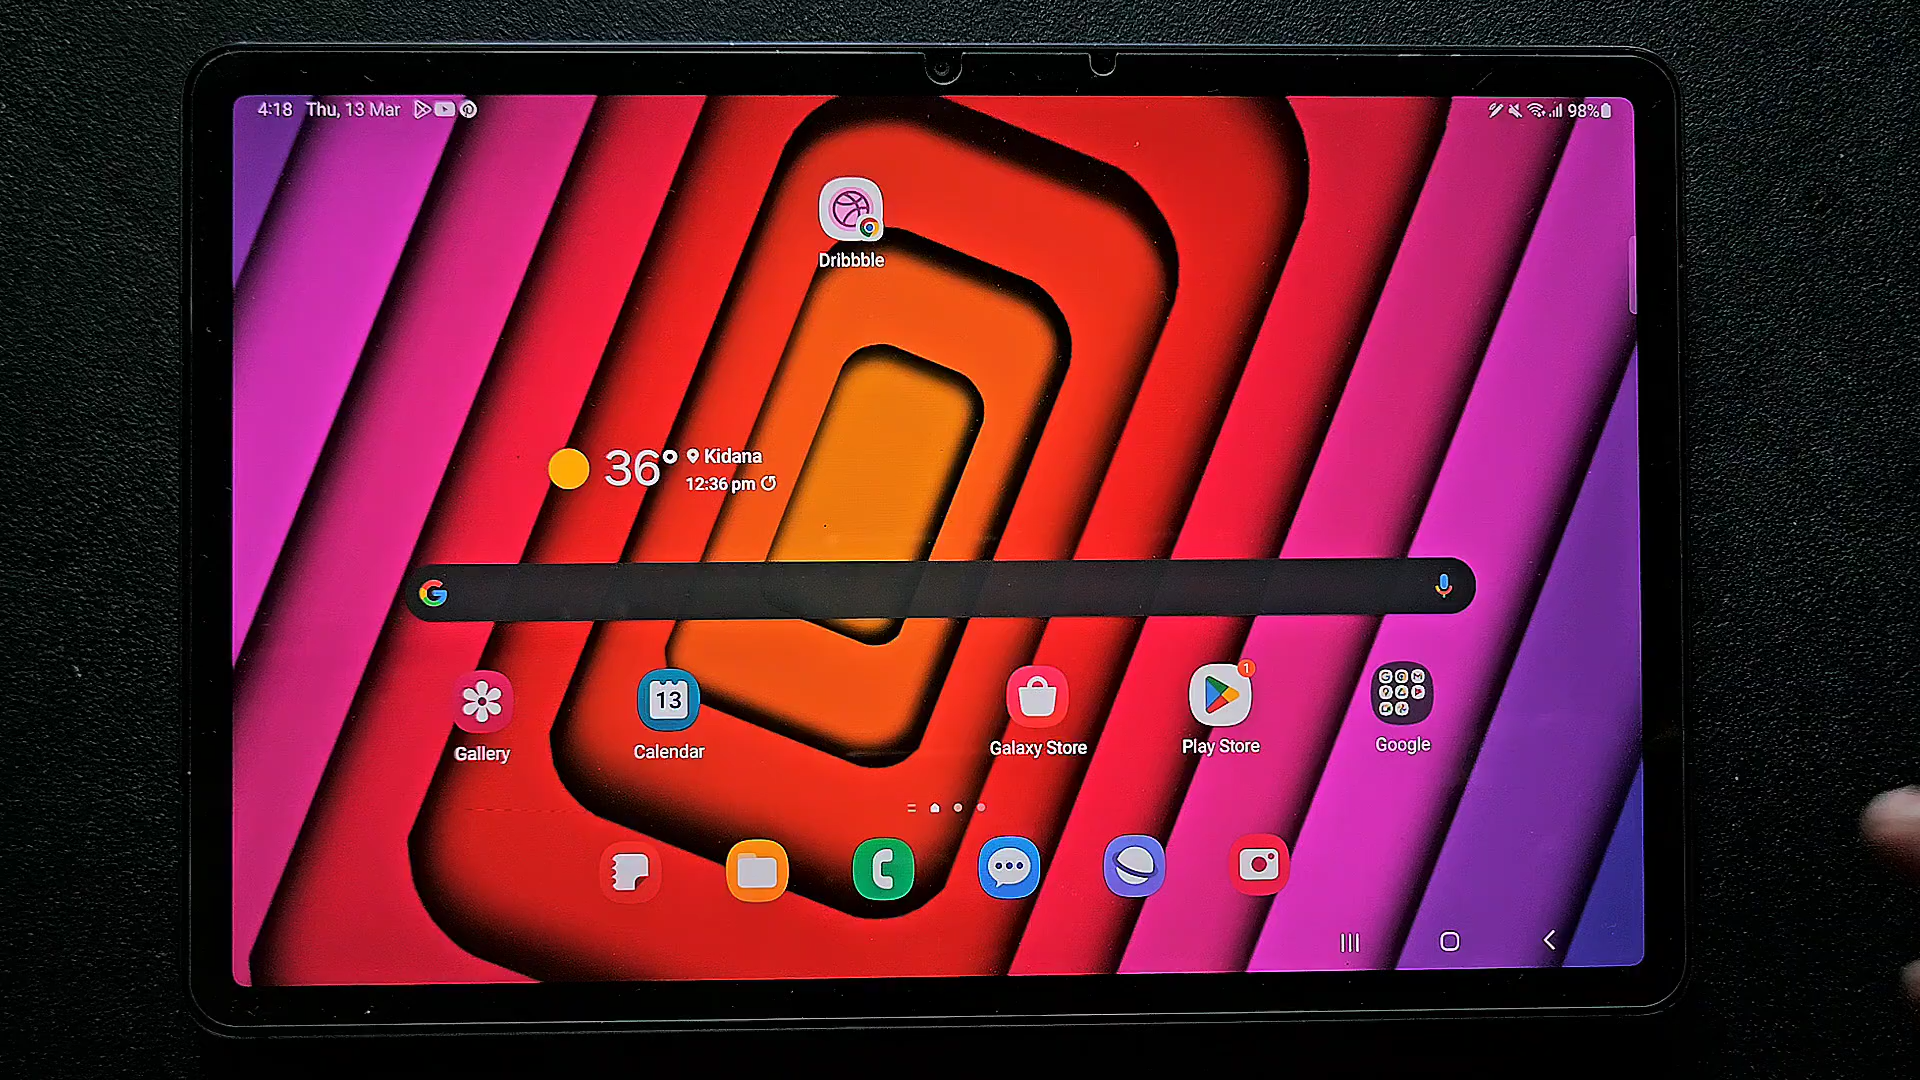 4:18 Thu, 13 Mar
98%
Dribbble
36° Kidana
12:36 pm
G
Gallery
13
Calendar
Galaxy Store
1
Play Store
Google